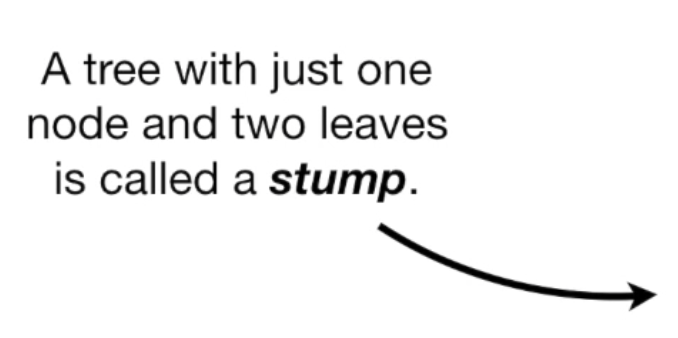 A tree with just one
node and two leaves
is called a stump.